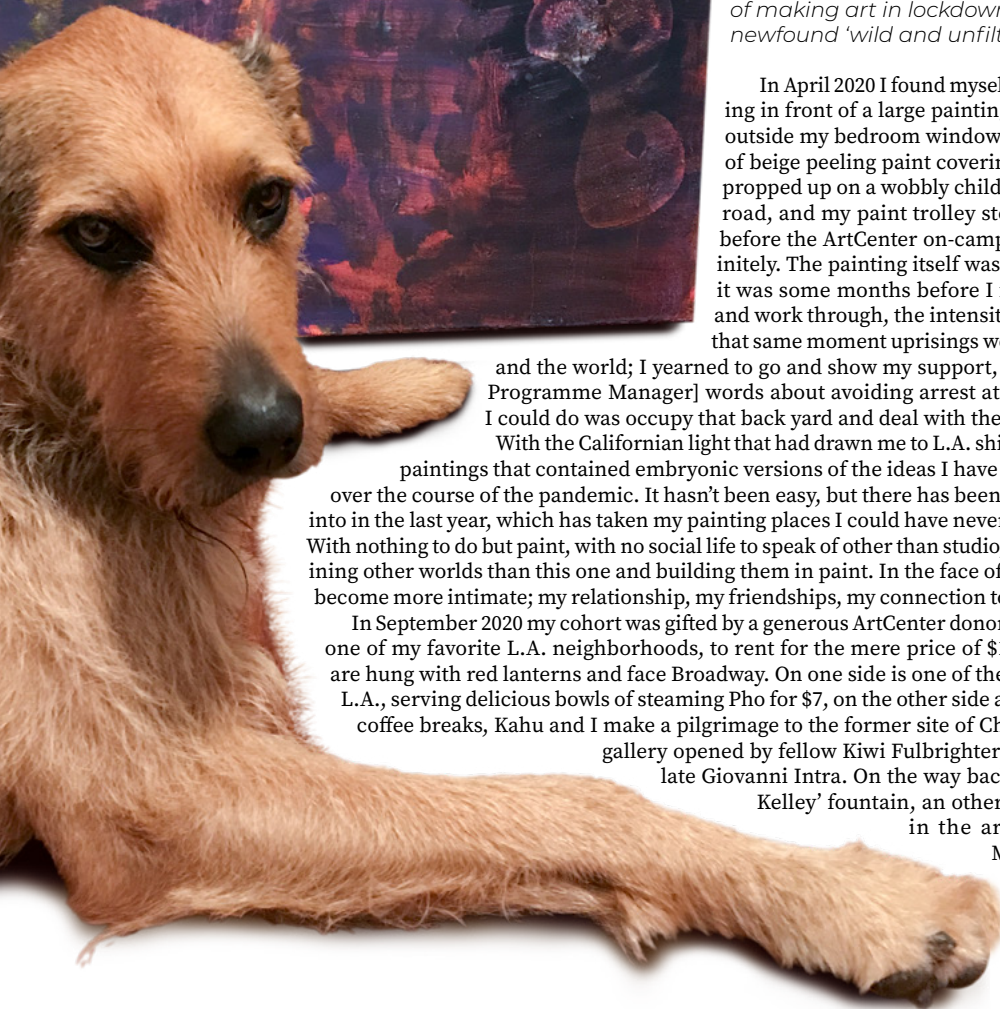 of making art in lockdown
newfound ‘wild and unfilt
In April 2020 I found mysel
ing in front of a large paintin
outside my bedroom window
of beige peeling paint coverin
propped up on a wobbly child
road, and my paint trolley st
before the ArtCenter on-camp
initely. The painting itself was
it was some months before I
and work through, the intensit
that same moment uprisings w
and the world; I yearned to go and show my support,
Programme Manager] words about avoiding arrest at
I could do was occupy that back yard and deal with the
With the Californian light that had drawn me to L.A. shi
paintings that contained embryonic versions of the ideas I have
over the course of the pandemic. It hasn’t been easy, but there has been
into in the last year, which has taken my painting places I could have never
With nothing to do but paint, with no social life to speak of other than studio
ining other worlds than this one and building them in paint. In the face of
become more intimate; my relationship, my friendships, my connection to
In September 2020 my cohort was gifted by a generous ArtCenter donor
one of my favorite L.A. neighborhoods, to rent for the mere price of $
are hung with red lanterns and face Broadway. On one side is one of the
L.A., serving delicious bowls of steaming Pho for $7, on the other side a
coffee breaks, Kahu and I make a pilgrimage to the former site of Ch
gallery opened by fellow Kiwi Fulbrighter
late Giovanni Intra. On the way bac
Kelley’ fountain, an other
in the ar
M